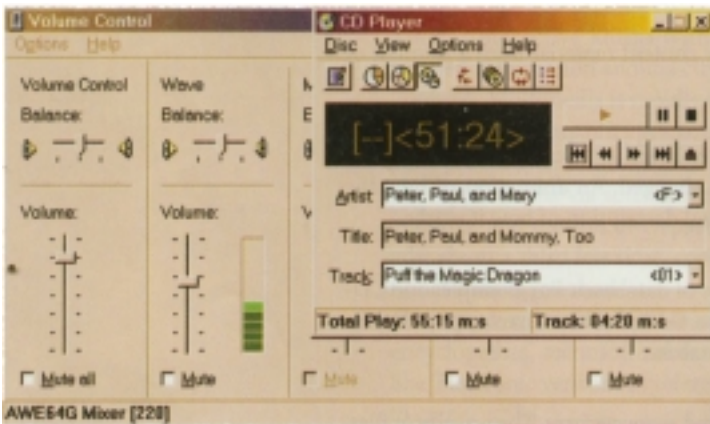 Volume Control
Options Help
Volume Control
Balance:
Volume:
Mute all
Wave
Balance:
Volume:
Mute
Mute
Mute
Mute
AWE64G Mixer [220]
CD Player
Disc View Options Help
[--]<51:24>
Artist Peter, Paul, and Mary <F>
Title: Peter, Paul, and Mommy, Too
Track: Puff the Magic Dragon <01>
Total Play: 55:15 m:s Track: 04:20 m:s